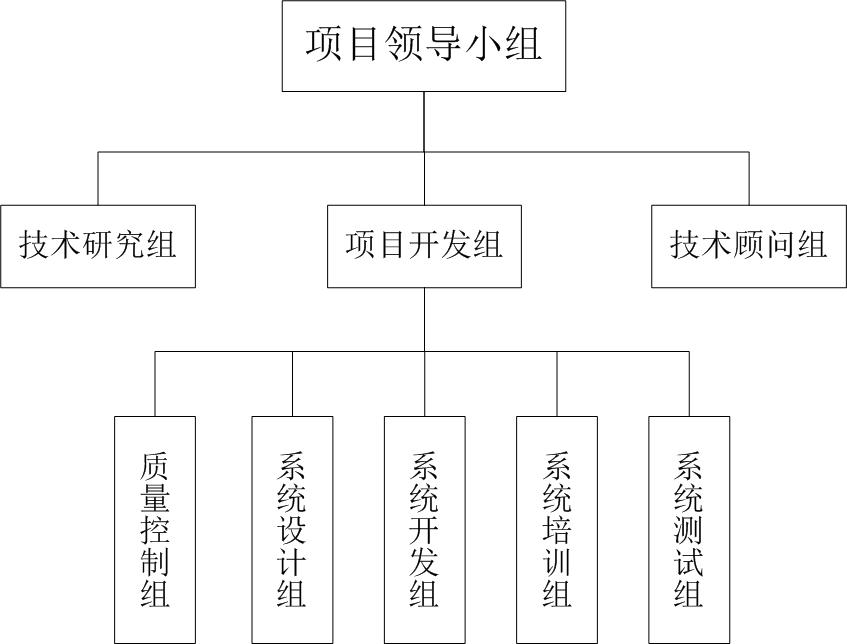 项目领导小组
技术研究组
项目开发组
技术顾问组
质量控制组
系统设计组
系统开发组
系统培训组
系统测试组